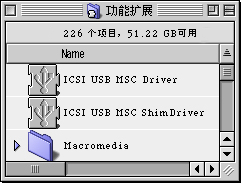 功能扩展
226 个项目, 51.22 GB可用
Name
ICSI USB MSC Driver
ICSI USB MSC ShimDriver
Macromedia